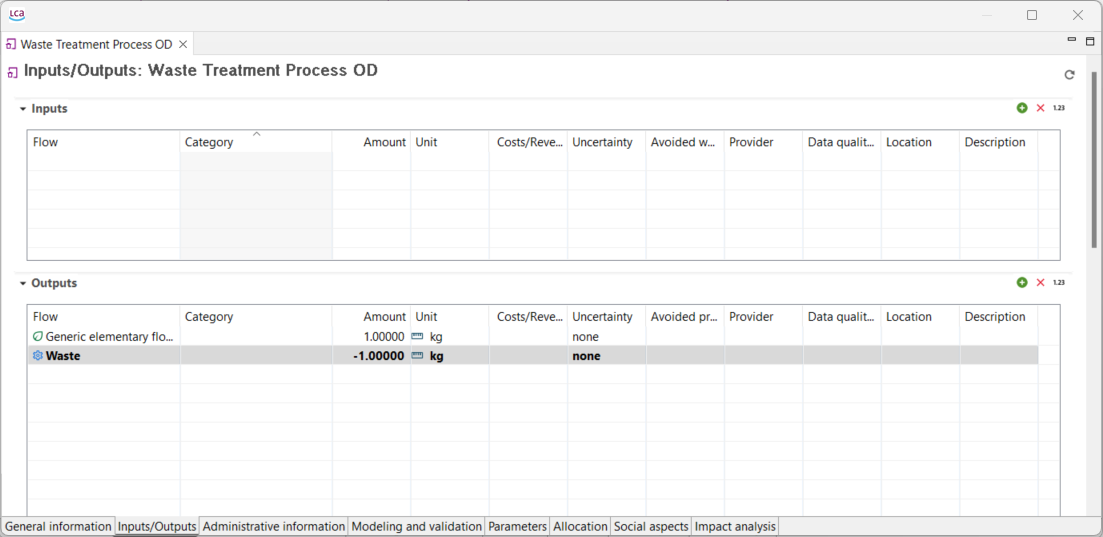 LCA
Waste Treatment Process OD
Inputs/Outputs: Waste Treatment Process OD
Inputs
1.23
Flow Category Amount Unit Costs/Reve... Uncertainty Avoided w... Provider Data qualit... Location Description
Outputs
1.23
Flow Category Amount Unit Costs/Reve... Uncertainty Avoided pr... Provider Data qualit... Location Description
Generic elementary flo... 1.00000 kg none
Waste -1.00000 kg none
General information Inputs/Outputs Administrative information Modeling and validation Parameters Allocation Social aspects Impact analysis